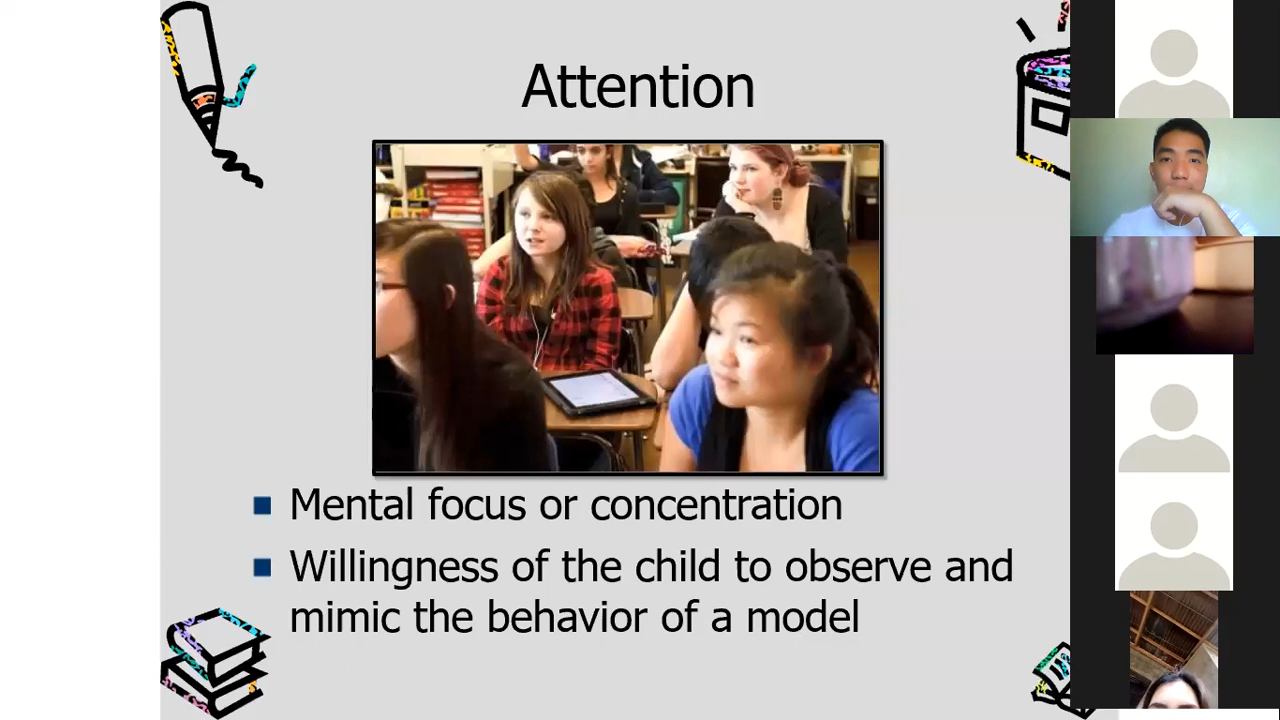 Attention
Mental focus or concentration
Willingness of the child to observe and
mimic the behavior of a model